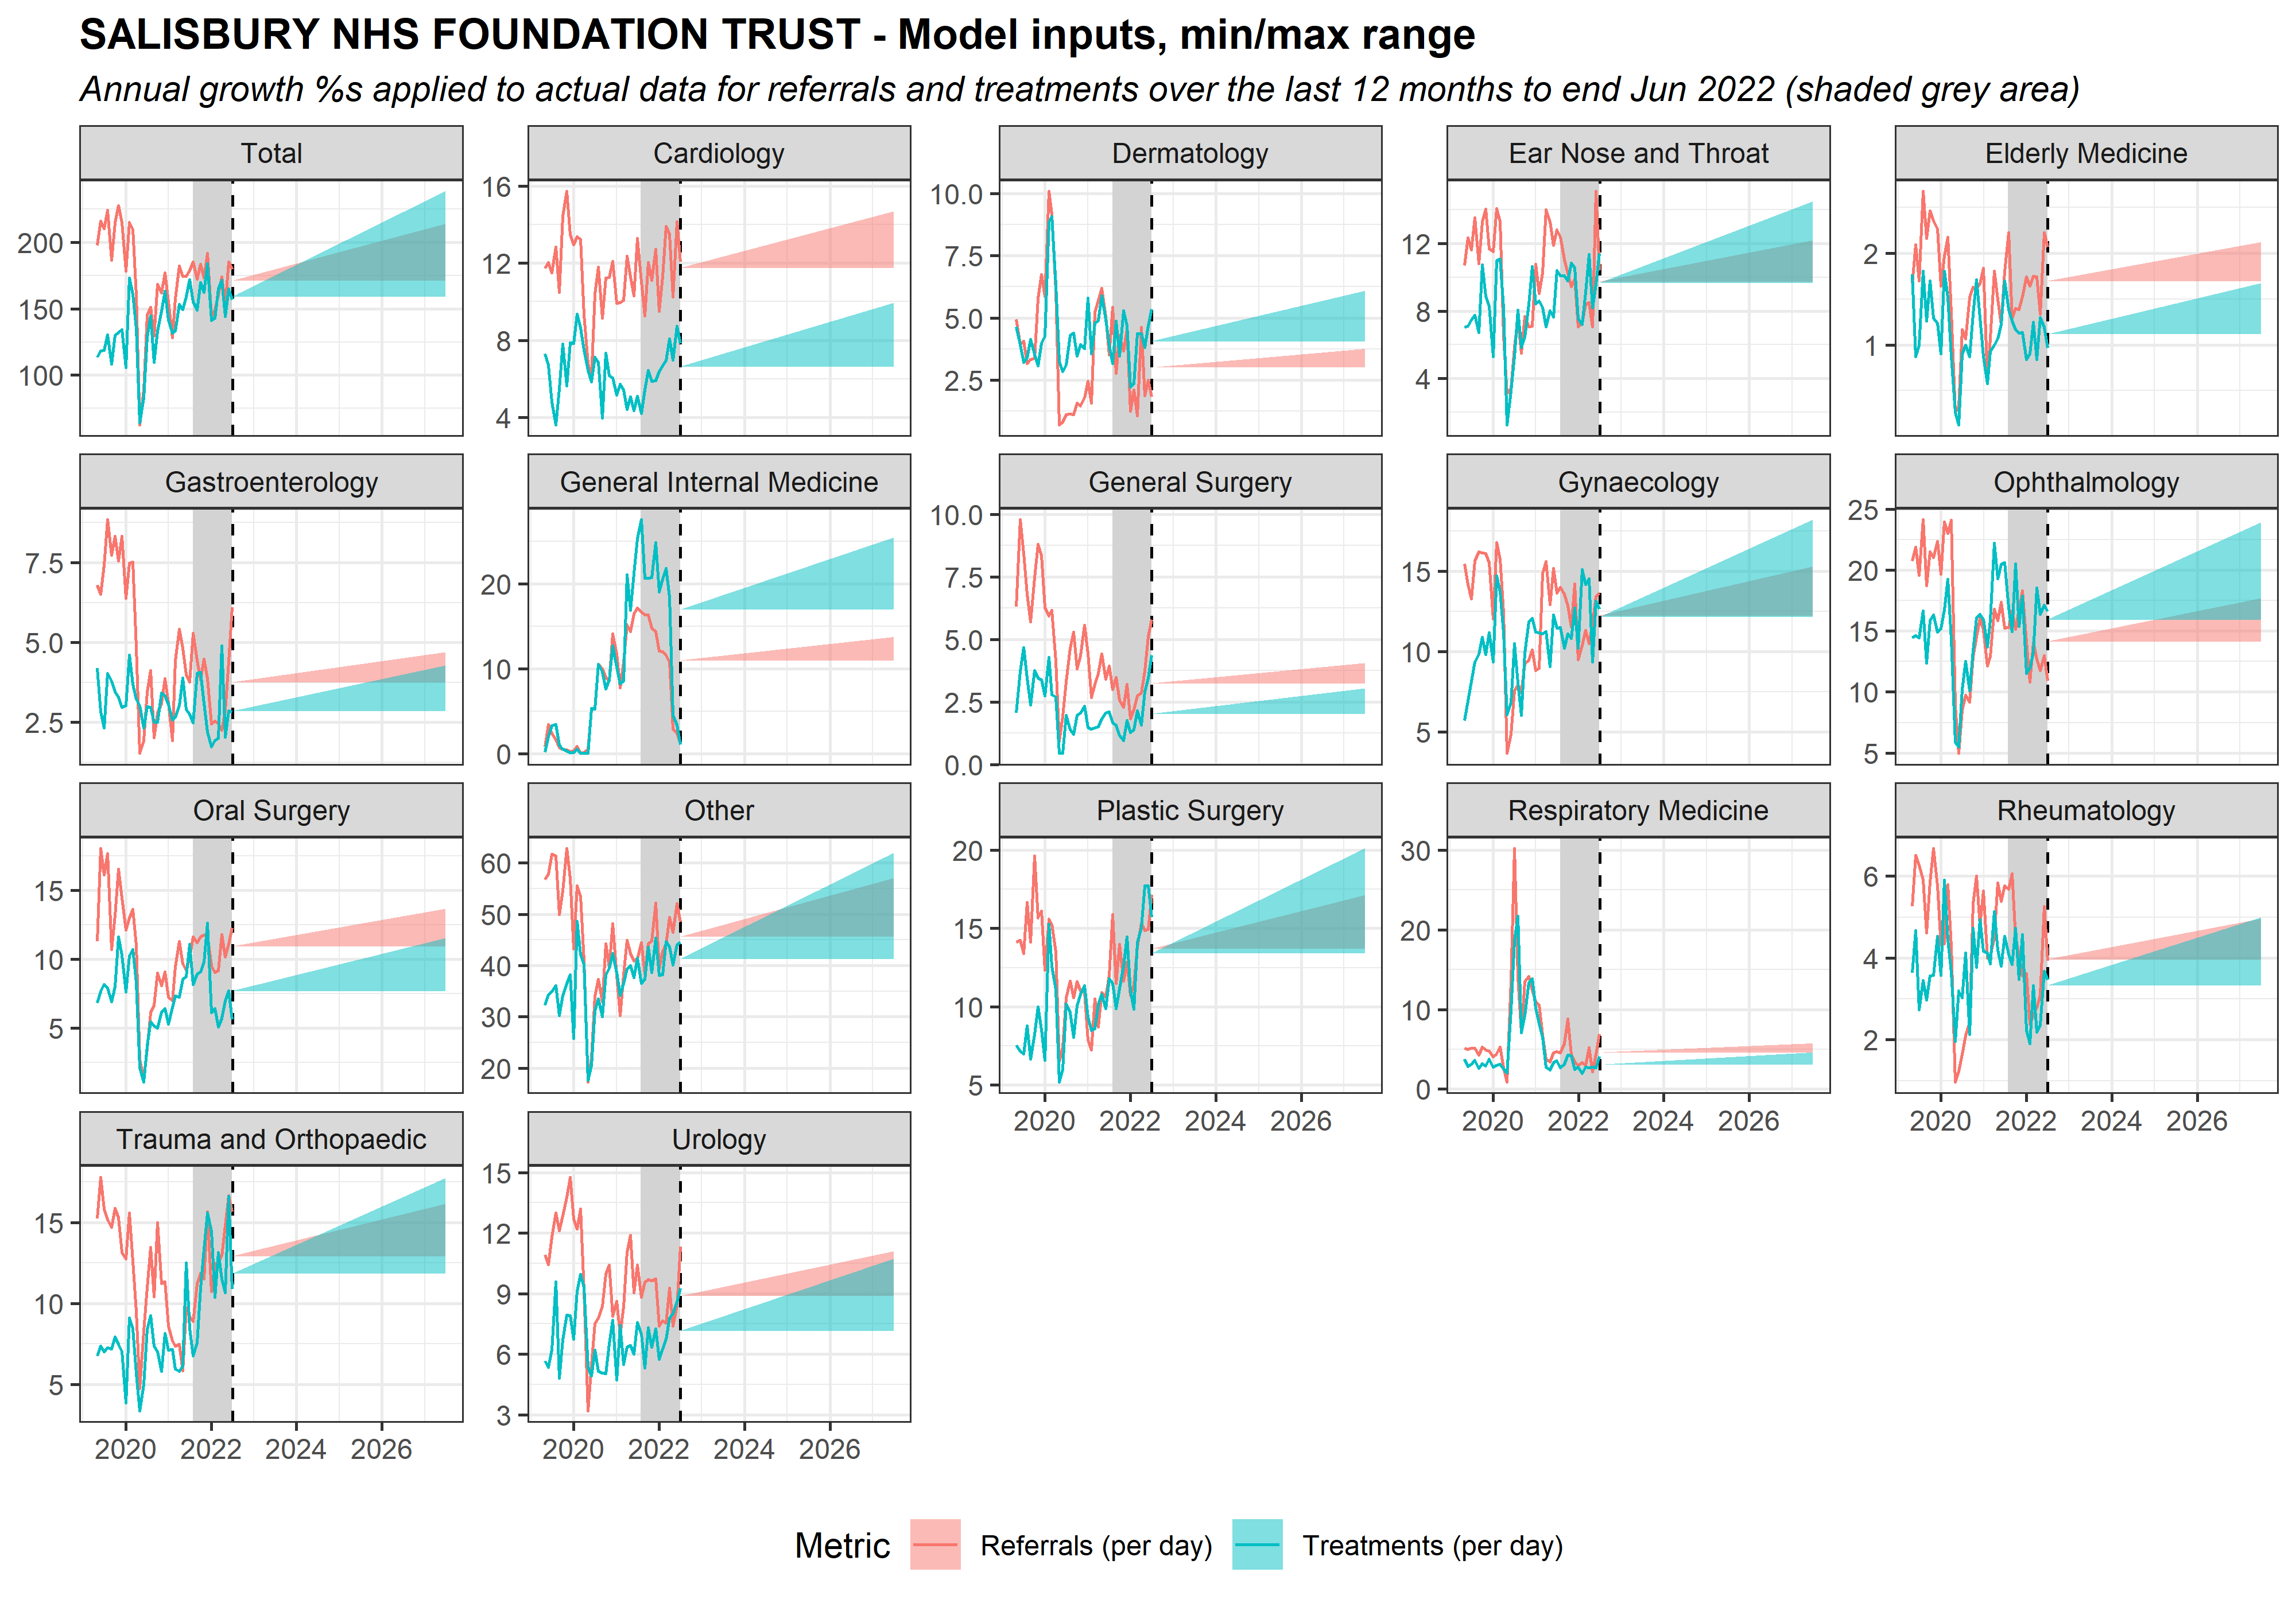 SALISBURY NHS FOUNDATION TRUST - Model inputs, min/max range
Annual growth %s applied to actual data for referrals and treatments over the last 12 months to end Jun 2022 (shaded grey area)
Total
Cardiology
Dermatology
Ear Nose and Throat
Elderly Medicine
200
150
100
16
12
8
4
10.0
7.5
5.0
2.5
12
8
4
2
1
Gastroenterology
General Internal Medicine
General Surgery
Gynaecology
Ophthalmology
7.5
5.0
2.5
20
10
0
10.0
7.5
5.0
2.5
0.0
15
10
5
25
20
15
10
5
Oral Surgery
Other
Plastic Surgery
Respiratory Medicine
Rheumatology
15
10
5
60
50
40
30
20
20
15
10
5
30
20
10
0
6
4
2
2020 2022 2024 2026
2020 2022 2024 2026
2020 2022 2024 2026
Trauma and Orthopaedic
Urology
15
10
5
15
12
9
6
3
2020 2022 2024 2026
2020 2022 2024 2026
Metric Referrals (per day) Treatments (per day)